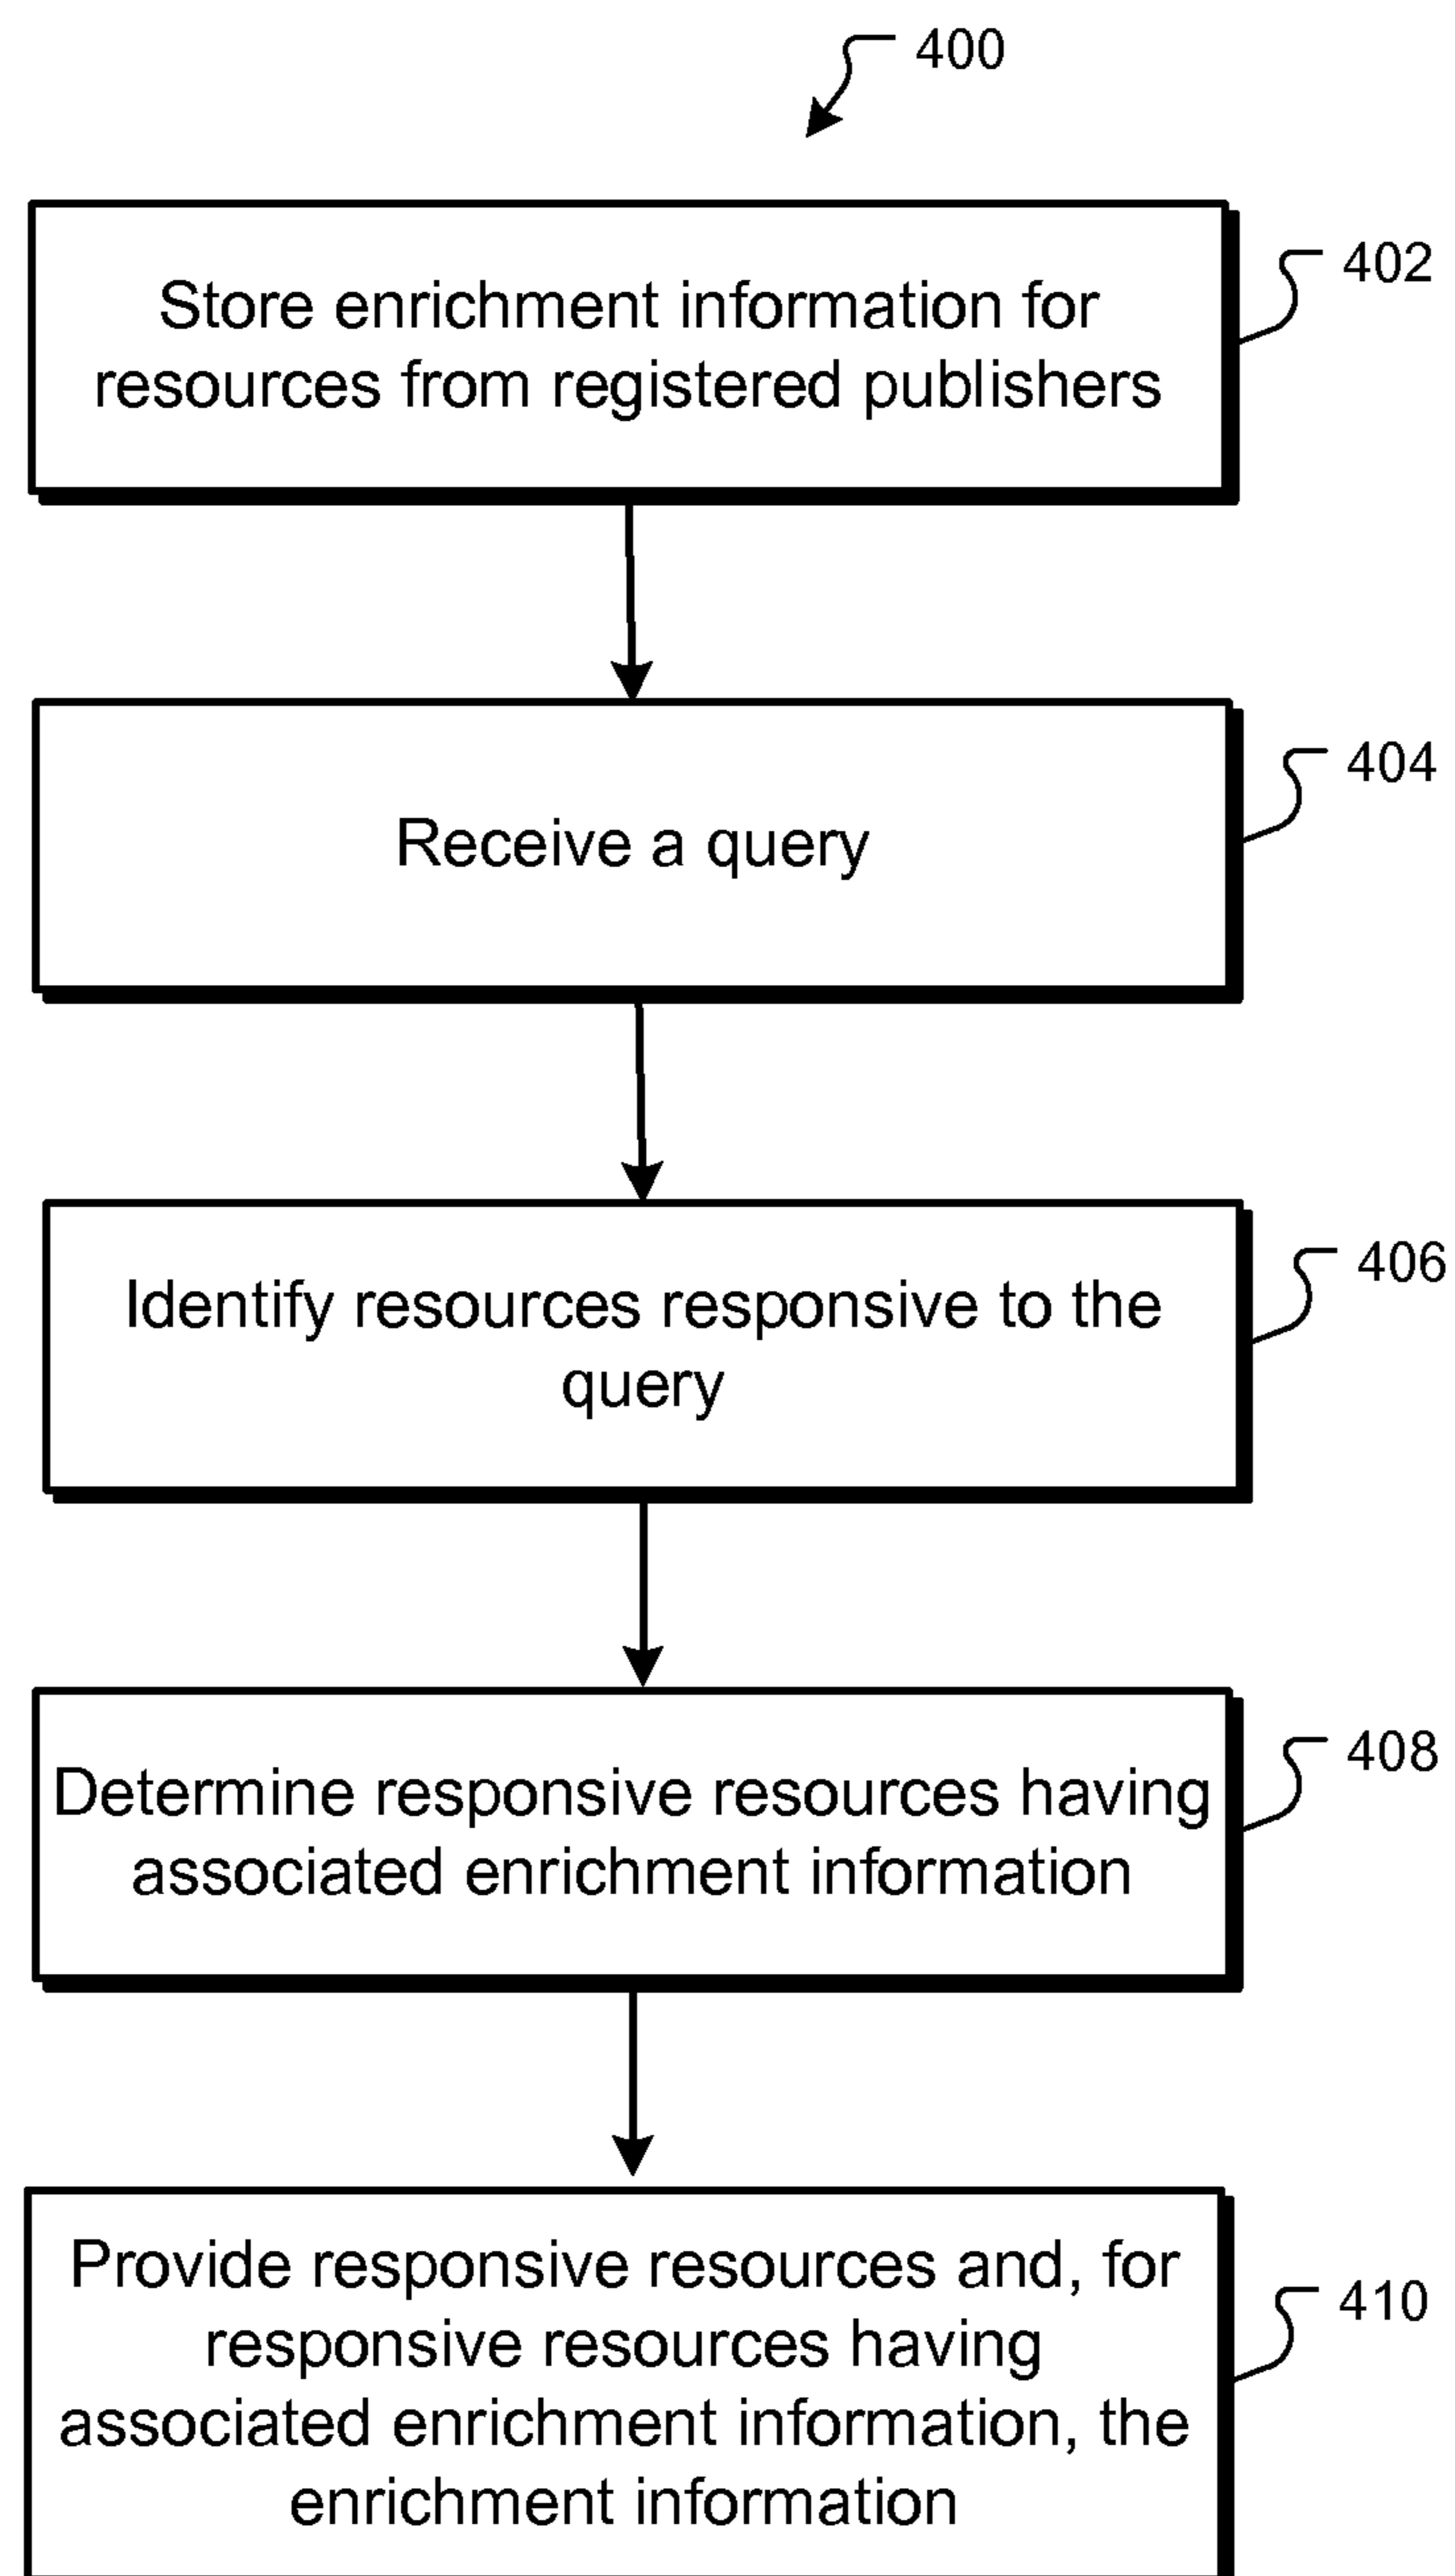 400
Store enrichment information for
resources from registered publishers
402
Receive a query
404
Identify resources responsive to the
query
406
Determine responsive resources having
associated enrichment information
408
Provide responsive resources and, for
responsive resources having
associated enrichment information, the
enrichment information
410